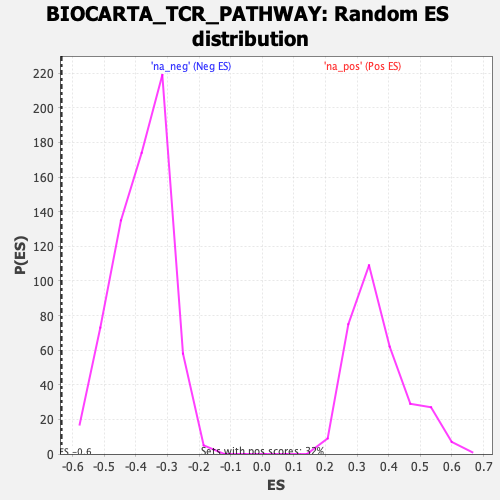 BIOCARTA_TCR_PATHWAY: Random ES
distribution
'na_neg' (Neg ES)
'na_pos' (Pos ES)
P(ES)
220
200
180
160
140
120
100
80
60
40
20
0
ES -0.6
Sets with pos scores: 37%
-0.6 -0.5 -0.4 -0.3 -0.2 -0.1 0.0 0.1 0.2 0.3 0.4 0.5 0.6 0.7
ES